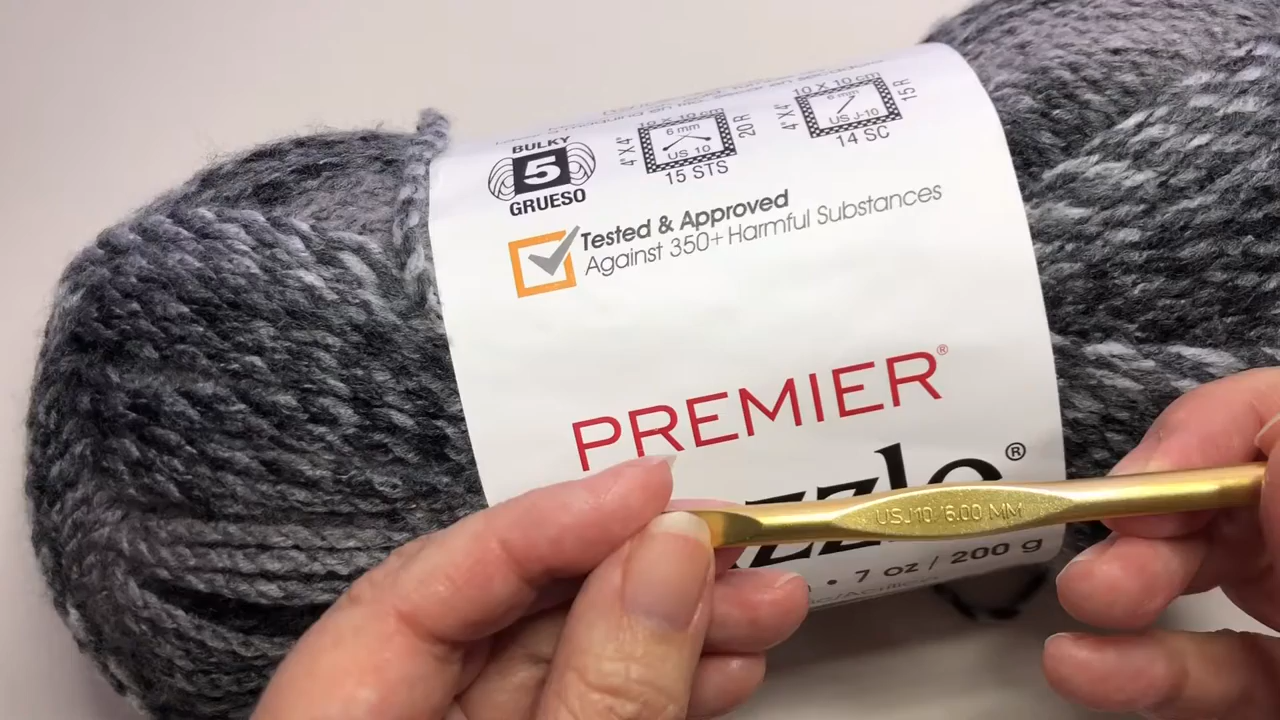 BULKY
5
GRUESO
10 X 10 cm
4" X 4"
6 mm
US 10
20 R
15 STS
10 X 10 cm
4" X 4"
6 mm
US J-10
15 R
14 SC
Tested & Approved
Against 350+ Harmful Substances
PREMIER®
®
• 7 oz / 200 g
USJ10/6.00 MM